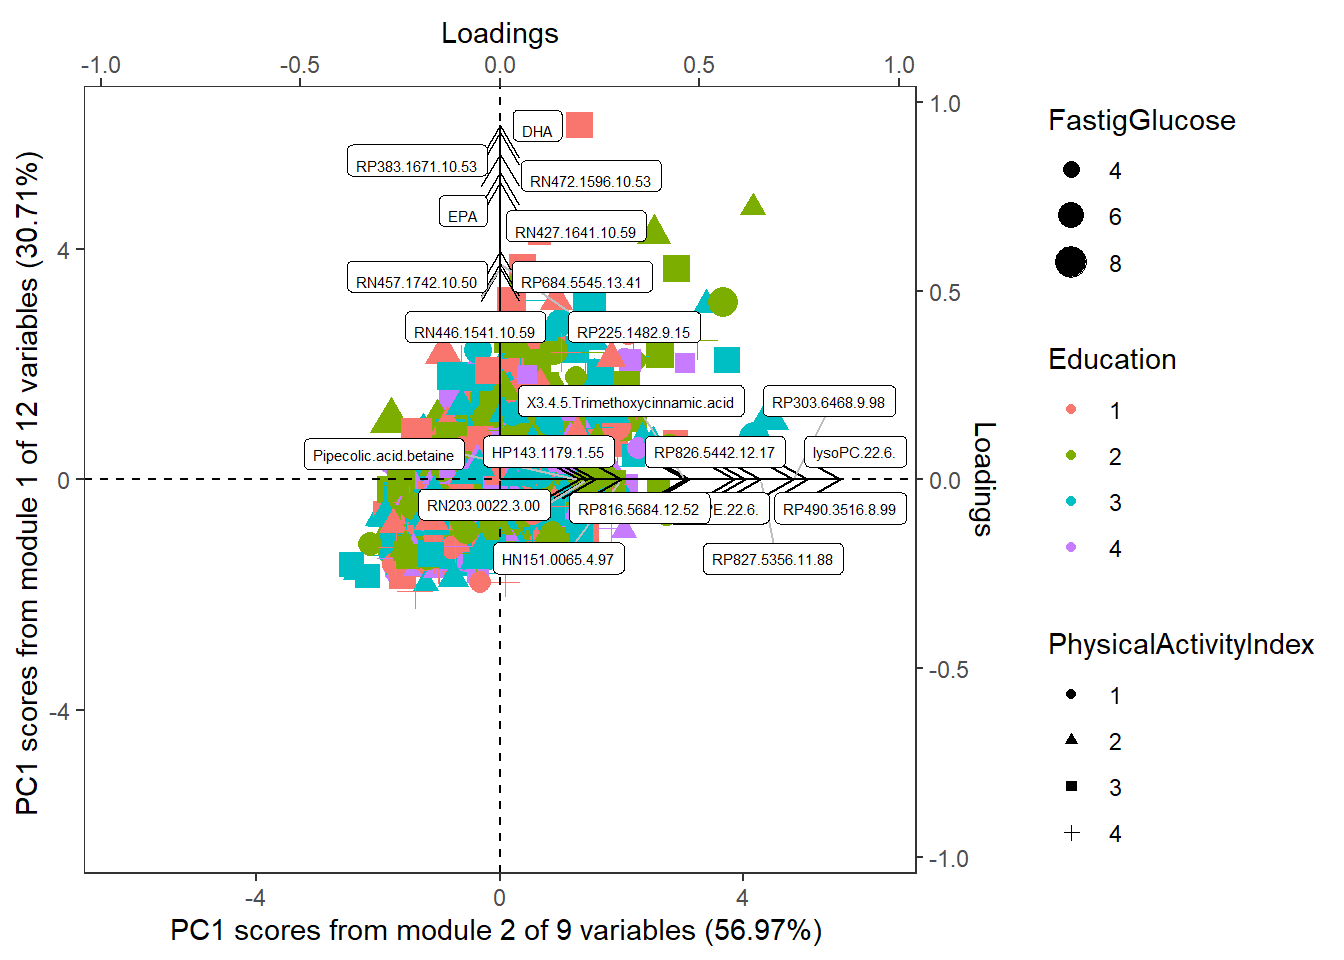 Loadings
-1.0 -0.5 0.0 0.5 1.0
PC1 scores from module 1 of 12 variables (30.71%)
4
0
-4
1.0
0.5
0.0
-0.5
-1.0
Loadings
DHA
RP383.1671.10.53
RN472.1596.10.53
EPA
RN427.1641.10.59
RN457.1742.10.50
RP684.5545.13.41
RN446.1541.10.59
RP225.1482.9.15
X3.4.5.Trimethoxycinnamic.acid
RP303.6468.9.98
Pipecolic.acid.betaine
HP143.1179.1.55
RP826.5442.12.17
lysoPC.22.6.
RN203.0022.3.00
RP816.5684.12.52
E.22.6.
RP490.3516.8.99
HN151.0065.4.97
RP827.5356.11.88
-4 0 4
PC1 scores from module 2 of 9 variables (56.97%)
FastigGlucose
4
6
8
Education
1
2
3
4
PhysicalActivityIndex
1
2
3
4